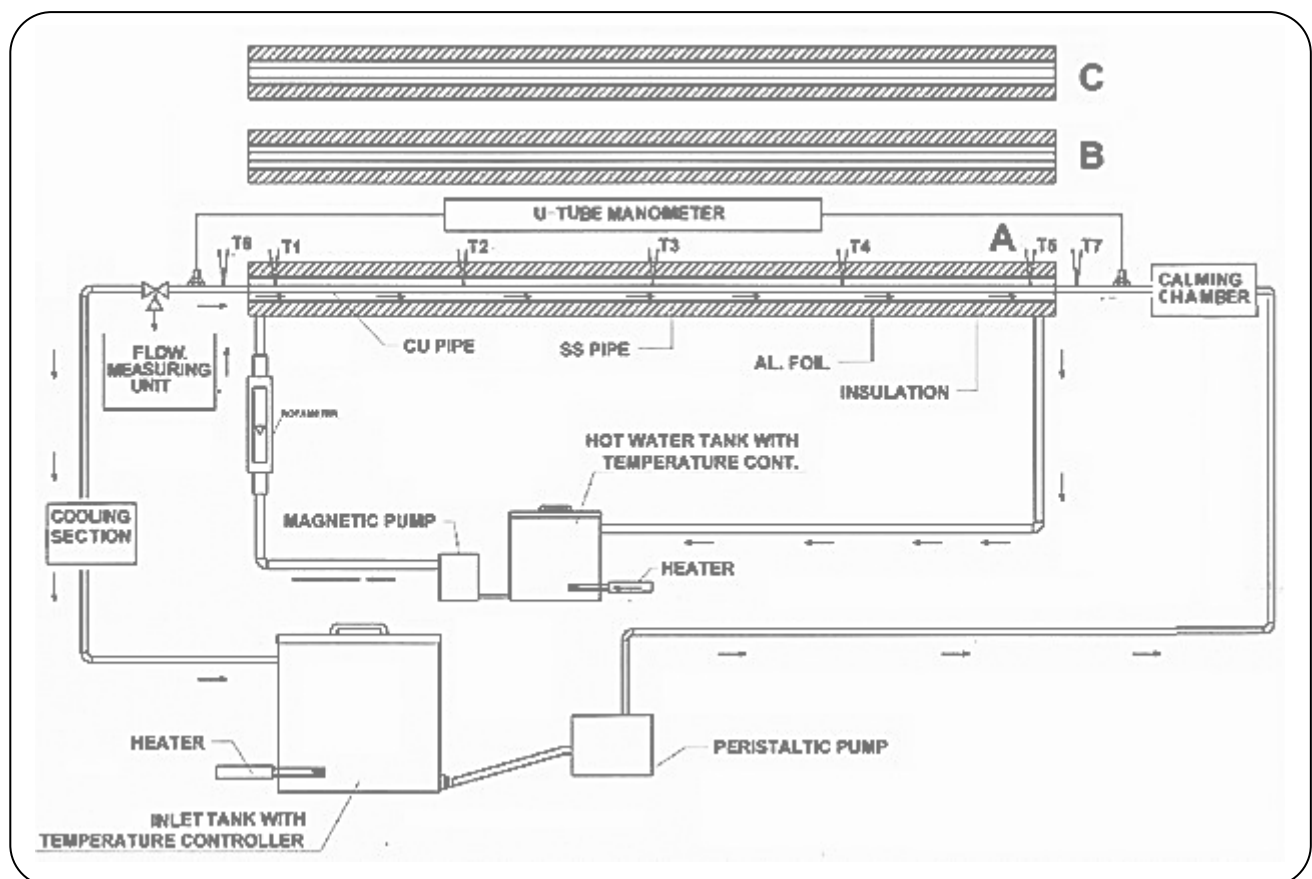 C
B
U-TUBE MANOMETER
A
T6
T1
T2
T3
T4
T5
T7
CALMING
CHAMBER
CU PIPE
SS PIPE
AL. FOIL
INSULATION
FLOW.
MEASURING
UNIT
ROTAMETER
HOT WATER TANK WITH
TEMPERATURE CONT.
COOLING
SECTION
MAGNETIC PUMP
HEATER
HEATER
PERISTALTIC PUMP
INLET TANK WITH
TEMPERATURE CONTROLLER